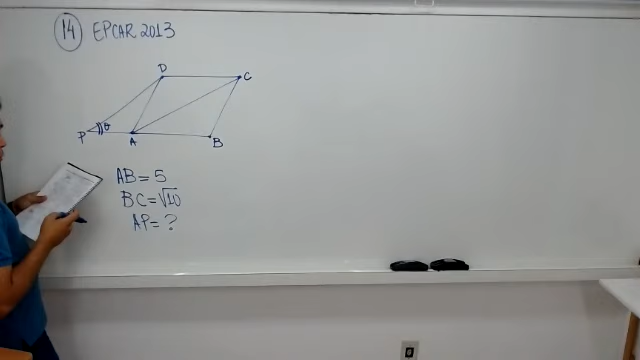 14 EPCAR 2013
D
C
P θ
A
B
AB = 5
BC = √10
AP = ?